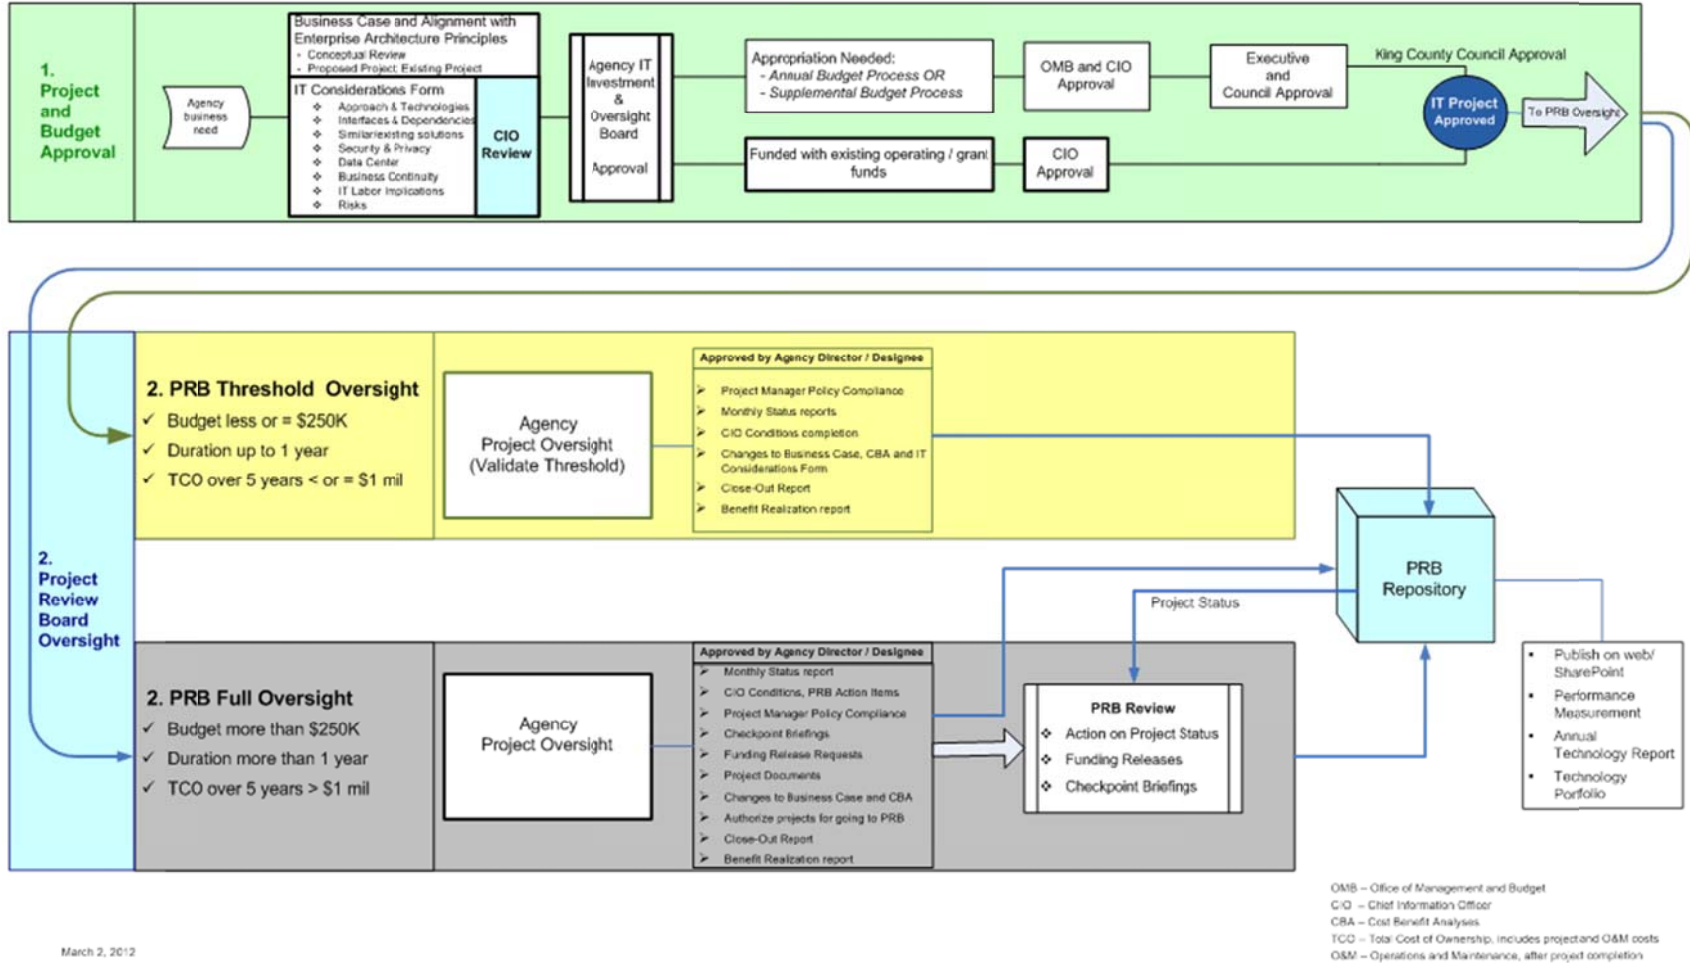 1.
Project
and
Budget
Approval
Agency
business
need
Business Case and Alignment with
Enterprise Architecture Principles
- Conceptual Review
- Proposed Project; Existing Project
IT Considerations Form
❖ Approach & Technologies
❖ Interfaces & Dependencies
❖ Similar/existing solutions
❖ Security & Privacy
❖ Data Center
❖ Business Continuity
❖ IT Labor Implications
❖ Risks
CIO
Review
Agency IT
Investment
&
Oversight
Board
Approval
Appropriation Needed:
- Annual Budget Process OR
- Supplemental Budget Process
OMB and CIO
Approval
Executive
and
Council Approval
King County Council Approval
IT Project
Approved
To PRB Oversight
Funded with existing operating / grant
funds
CIO
Approval
2.
Project
Review
Board
Oversight
2. PRB Threshold Oversight
✓ Budget less or = $250K
✓ Duration up to 1 year
✓ TCO over 5 years < or = $1 mil
Agency
Project Oversight
(Validate Threshold)
Approved by Agency Director / Designee
➢ Project Manager Policy Compliance
➢ Monthly Status reports
➢ CIO Conditions completion
➢ Changes to Business Case, CBA and IT
Considerations Form
➢ Close-Out Report
➢ Benefit Realization report
PRB
Repository
Project Status
2. PRB Full Oversight
✓ Budget more than $250K
✓ Duration more than 1 year
✓ TCO over 5 years > $1 mil
Agency
Project Oversight
Approved by Agency Director / Designee
➢ Monthly Status report
➢ CIO Conditions, PRB Action Items
➢ Project Manager Policy Compliance
➢ Checkpoint Briefings
➢ Funding Release Requests
➢ Project Documents
➢ Changes to Business Case and CBA
➢ Authorize projects for going to PRB
➢ Close-Out Report
➢ Benefit Realization report
PRB Review
❖ Action on Project Status
❖ Funding Releases
❖ Checkpoint Briefings
▪ Publish on web/
SharePoint
▪ Performance
Measurement
▪ Annual
Technology Report
▪ Technology
Portfolio
OMB – Office of Management and Budget
CIO – Chief Information Officer
CBA – Cost Benefit Analyses
TCO – Total Cost of Ownership, includes project and O&M costs
O&M – Operations and Maintenance, after project completion
March 2, 2012